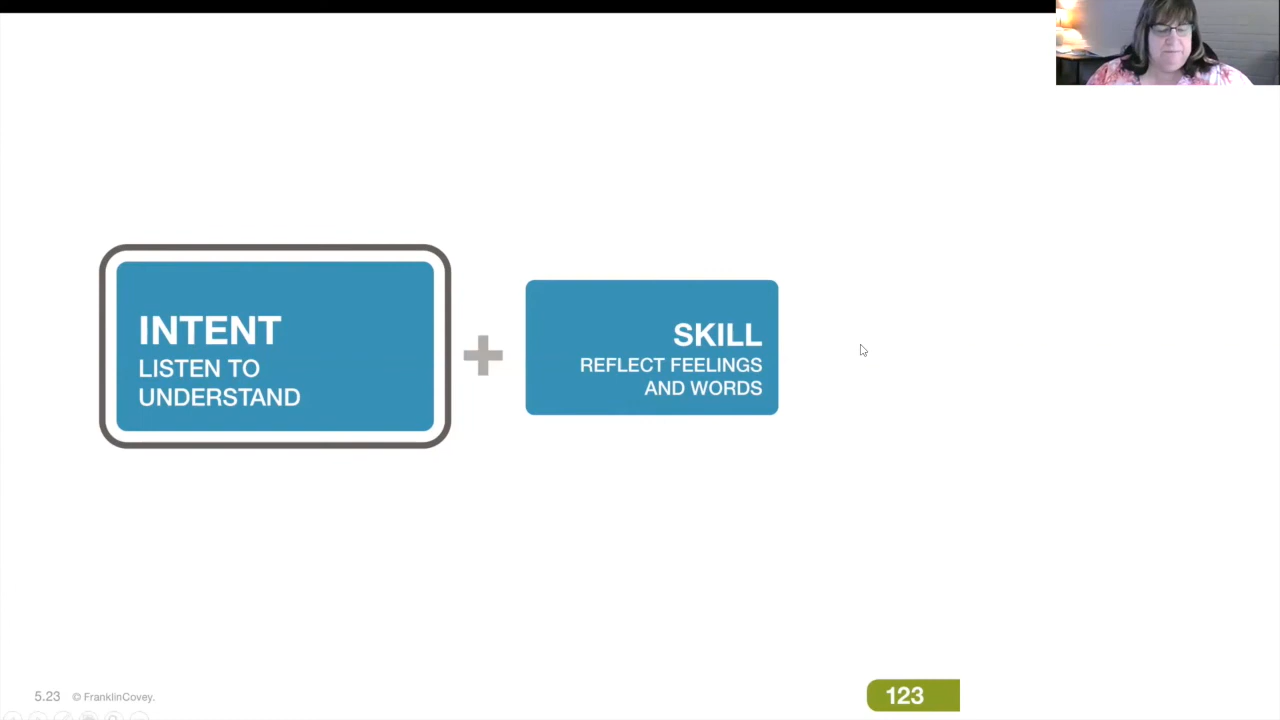 INTENT
LISTEN TO
UNDERSTAND
SKILL
REFLECT FEELINGS
AND WORDS
5.23 © FranklinCovey.
123